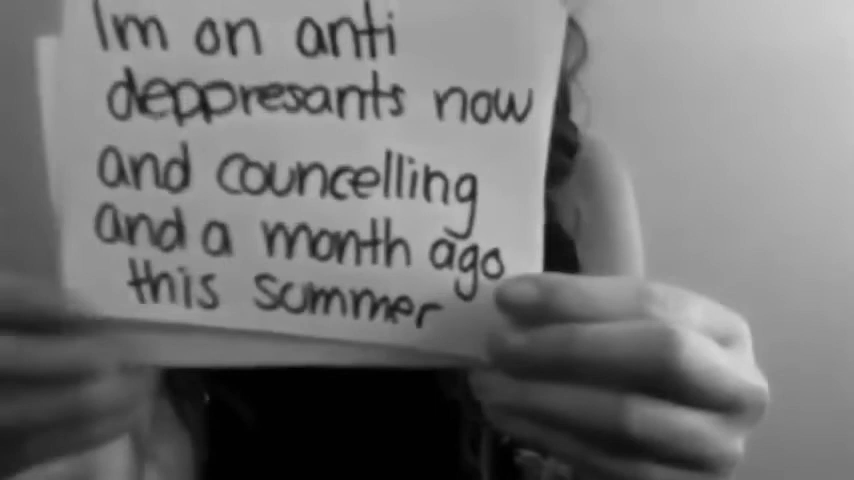 Im on anti
deppresants now
and councelling
and a month ago
this summer